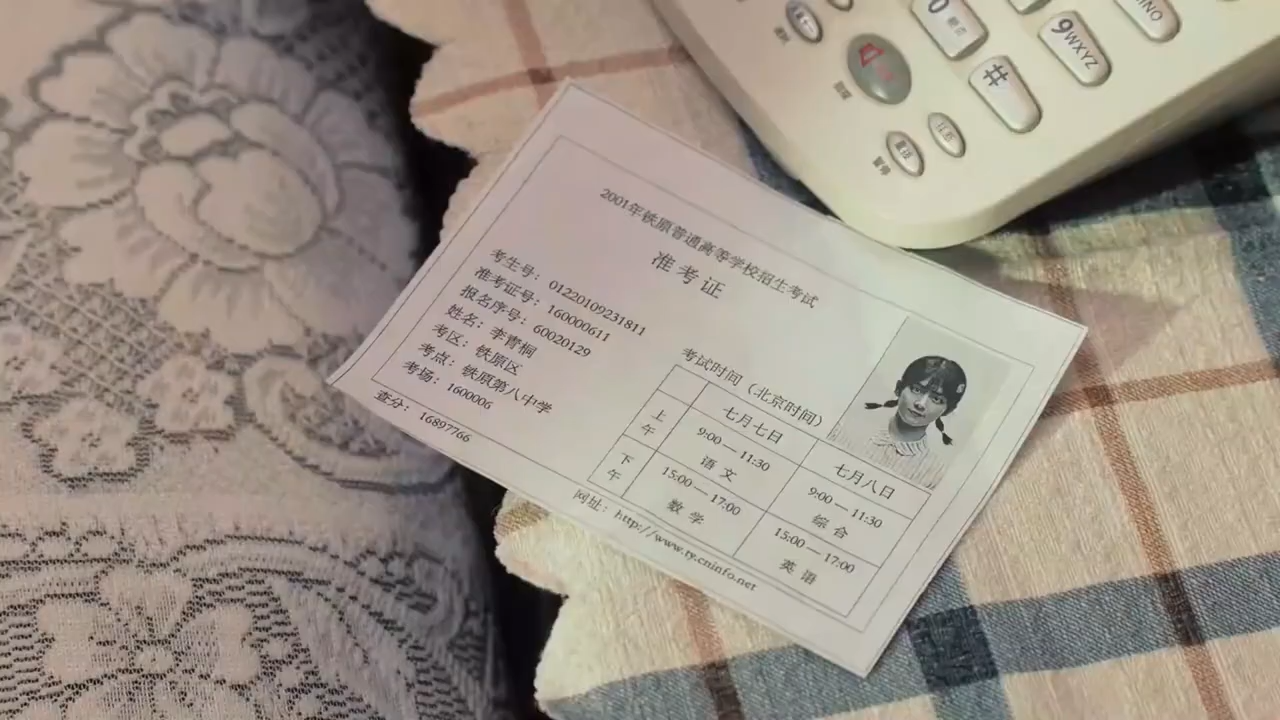 0
#
9WXYZ
2001年铁原普通高等学校招生考试
准考证
考生号：01220109231811
准考证号：160000611
报名序号：60020129
姓名：李青桐
考区：铁原区
考点：铁原第八中学
考场：1600006
查分：16897766
考试时间（北京时间）
七月七日 七月八日
上午 9:00—11:30 语文 9:00—11:30 综合
下午 15:00—17:00 数学 15:00—17:00 英语
网址：http://www.ty.cninfo.net